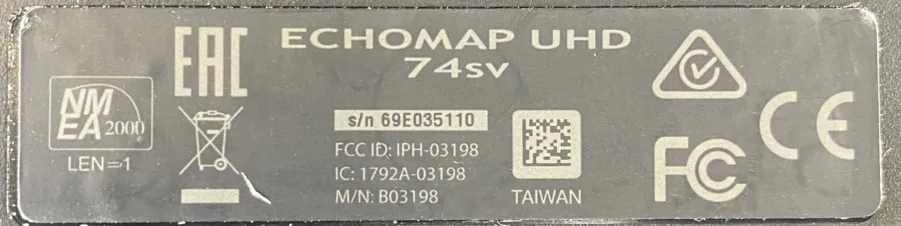 EAC
ECHOMAP UHD
74sv
NMEA 2000
LEN=1
s/n 69E035110
FCC ID: IPH-03198
IC: 1792A-03198
M/N: B03198
TAIWAN
FC
CE